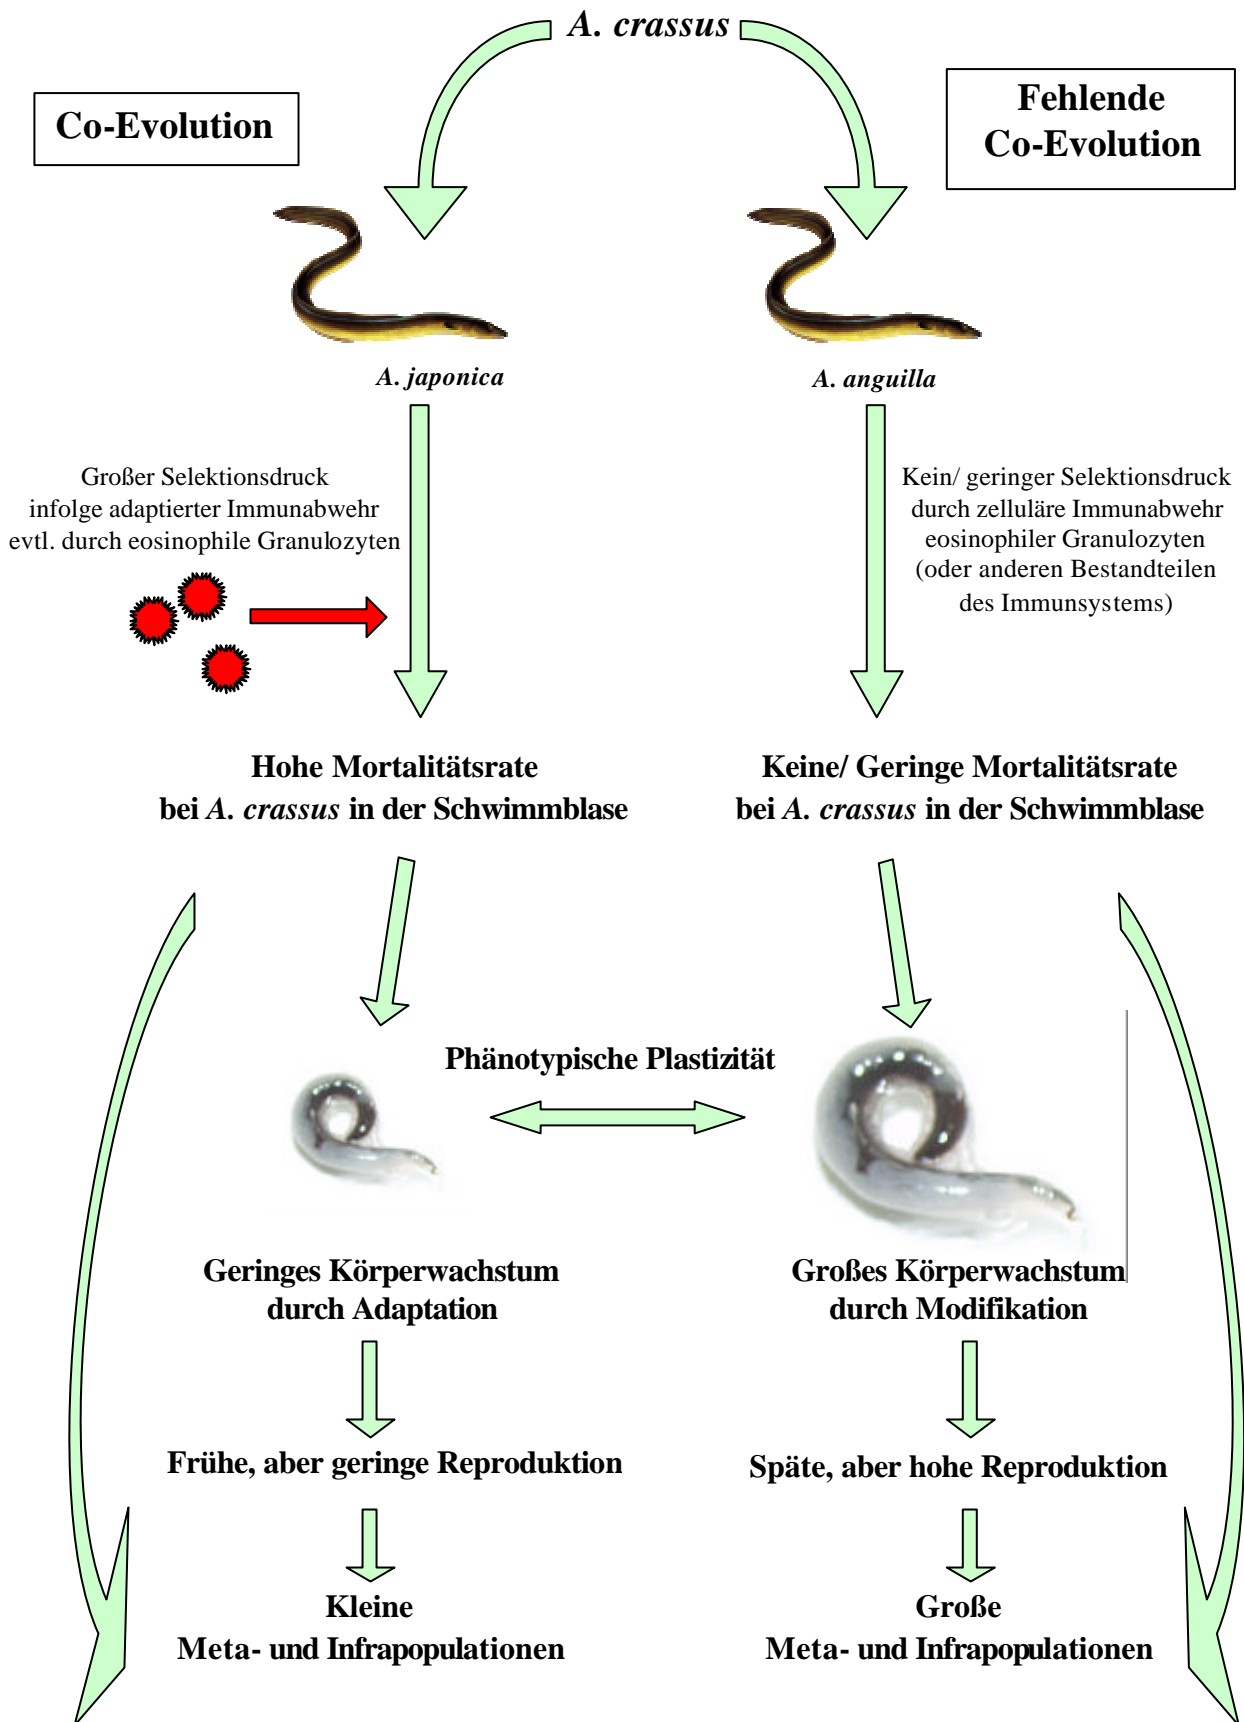 A. crassus
Co-Evolution
Fehlende
Co-Evolution
A. japonica
A. anguilla
Großer Selektionsdruck
infolge adaptierter Immunabwehr
evtl. durch eosinophile Granulozyten
Kein/ geringer Selektionsdruck
durch zelluläre Immunabwehr
eosinophiler Granulozyten
(oder anderen Bestandteilen
des Immunsystems)
Hohe Mortalitätsrate
bei A. crassus in der Schwimmblase
Keine/ Geringe Mortalitätsrate
bei A. crassus in der Schwimmblase
Phänotypische Plastizität
Geringes Körperwachstum
durch Adaptation
Großes Körperwachstum
durch Modifikation
Frühe, aber geringe Reproduktion
Späte, aber hohe Reproduktion
Kleine
Meta- und Infrapopulationen
Große
Meta- und Infrapopulationen